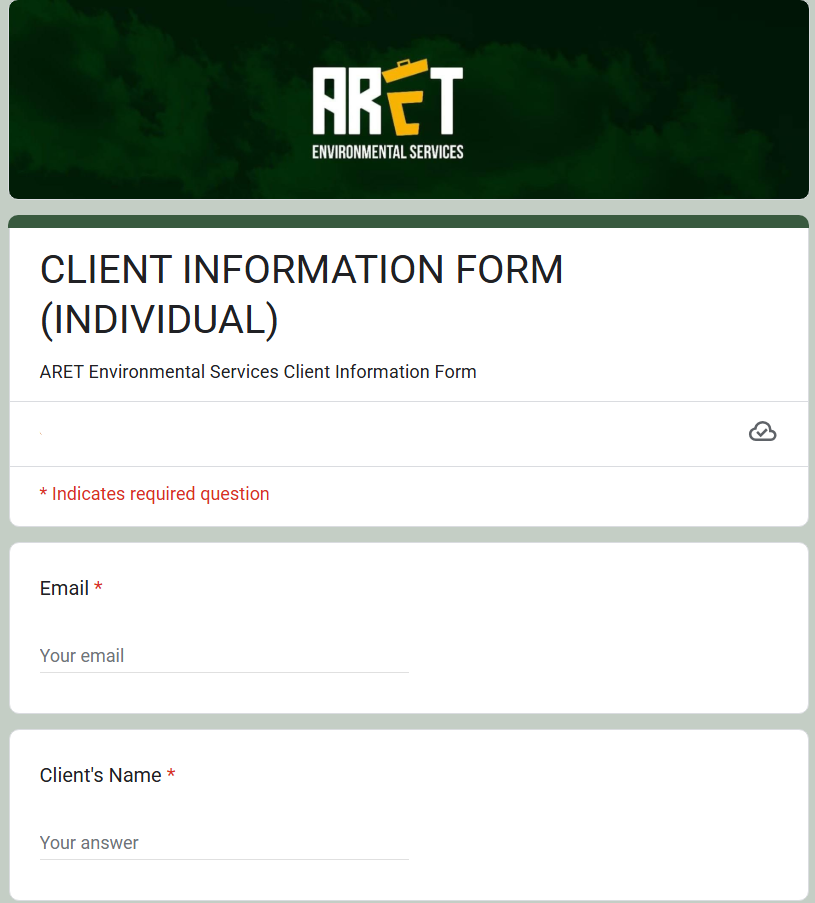 ARET
ENVIRONMENTAL SERVICES
CLIENT INFORMATION FORM
(INDIVIDUAL)
ARET Environmental Services Client Information Form
* Indicates required question
Email *
Your email
Client's Name *
Your answer